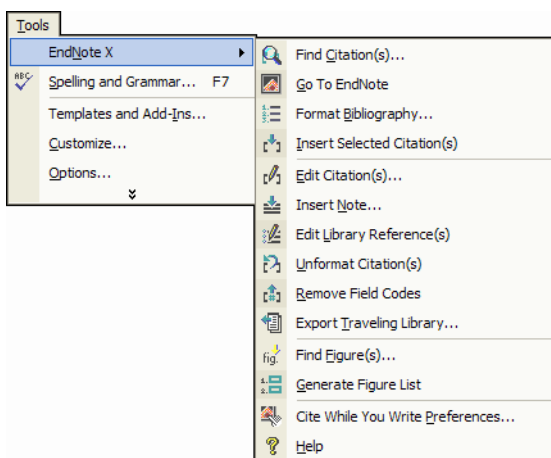 Tools
EndNote X
ABC
Spelling and Grammar... F7
Templates and Add-Ins...
Customize...
Options...
Find Citation(s)...
Go To EndNote
Format Bibliography...
Insert Selected Citation(s)
Edit Citation(s)...
Insert Note...
Edit Library Reference(s)
Unformat Citation(s)
Remove Field Codes
Export Traveling Library...
fig. Find Figure(s)...
Generate Figure List
Cite While You Write Preferences...
Help